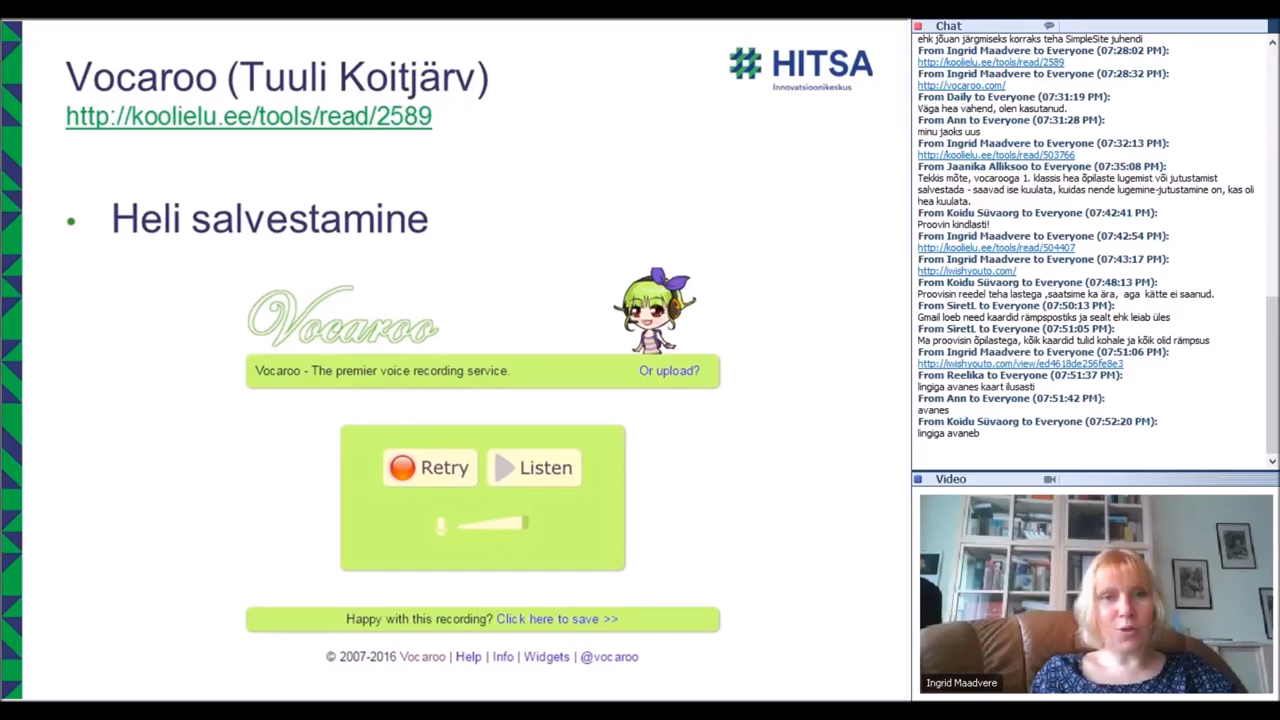 Vocaroo (Tuuli Koitjärv)
http://koolielu.ee/tools/read/2589
HITSA
Innovatsioonikeskus
• Heli salvestamine
Vocaroo
Vocaroo - The premier voice recording service. Or upload?
Retry Listen
Happy with this recording? Click here to save >>
© 2007-2016 Vocaroo | Help | Info | Widgets | @vocaroo
Chat
ehk jõuan järgmiseks korraks teha SimpleSite juhendi
From Ingrid Maadvere to Everyone (07:28:02 PM):
http://koolielu.ee/tools/read/2589
From Ingrid Maadvere to Everyone (07:28:32 PM):
http://vocaroo.com/
From Daily to Everyone (07:31:19 PM):
Väga hea vahend, olen kasutanud.
From Ann to Everyone (07:31:28 PM):
minu jaoks uus
From Ingrid Maadvere to Everyone (07:32:13 PM):
http://koolielu.ee/tools/read/503766
From Jaanika Alliksoo to Everyone (07:35:08 PM):
Tekkis mõte, vocarooga 1. klassis hea õpilaste lugemist või jutustamist
salvestada - saavad ise kuulata, kuidas nende lugemine-jutustamine on, kas oli
hea kuulata.
From Koidu Süvaorg to Everyone (07:42:41 PM):
Proovin kindlasti!
From Ingrid Maadvere to Everyone (07:42:54 PM):
http://koolielu.ee/tools/read/504407
From Ingrid Maadvere to Everyone (07:43:17 PM):
http://iwishyouto.com/
From Koidu Süvaorg to Everyone (07:48:13 PM):
Proovisin reedel teha lastega ,saatsime ka ära, aga kätte ei saanud.
From SiretL to Everyone (07:50:13 PM):
Gmail loeb need kaardid rämpspostiks ja sealt ehk leiab üles
From SiretL to Everyone (07:51:05 PM):
Ma proovisin õpilastega, kõik kaardid tulid kohale ja kõik olid rämpsus
From Ingrid Maadvere to Everyone (07:51:06 PM):
http://iwishyouto.com/view/ed4618de256fe8e3
From Reelika to Everyone (07:51:37 PM):
lingiga avanes kaart ilusasti
From Ann to Everyone (07:51:42 PM):
avanes
From Koidu Süvaorg to Everyone (07:52:20 PM):
lingiga avaneb
Video
Ingrid Maadvere